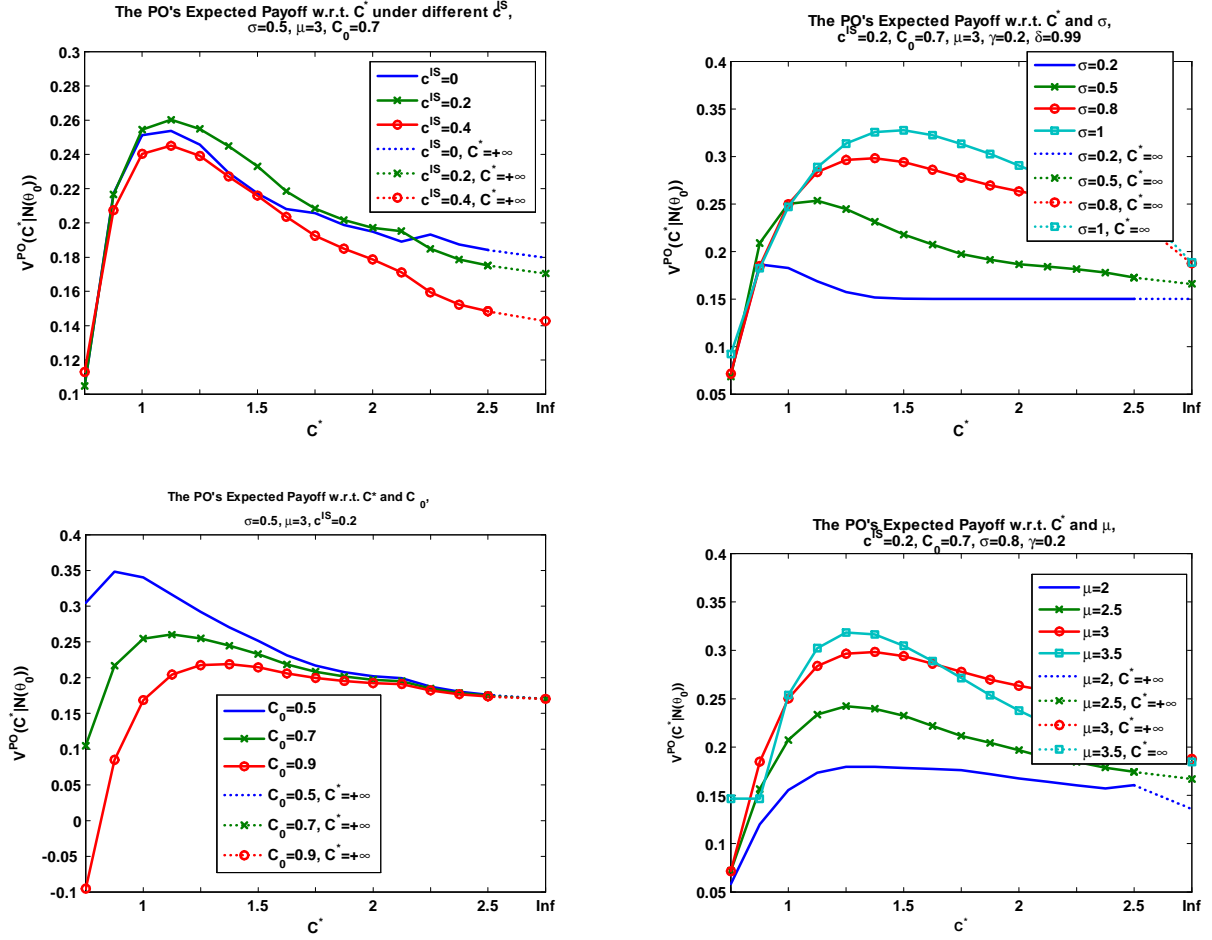 The PO's Expected Payoff w.r.t. C* under different c^IS,
σ=0.5, μ=3, C_0=0.7
V^PO(C*|N(θ_0))
0.3
0.28
0.26
0.24
0.22
0.2
0.18
0.16
0.14
0.12
0.1
c^IS=0
c^IS=0.2
c^IS=0.4
c^IS=0, C*=+∞
c^IS=0.2, C*=+∞
c^IS=0.4, C*=+∞
1
1.5
2
2.5
Inf
C*
The PO's Expected Payoff w.r.t. C* and σ,
c^IS=0.2, C_0=0.7, μ=3, γ=0.2, δ=0.99
V^PO(C*|N(θ_0))
0.4
0.35
0.3
0.25
0.2
0.15
0.1
0.05
σ=0.2
σ=0.5
σ=0.8
σ=1
σ=0.2, C*=∞
σ=0.5, C*=∞
σ=0.8, C*=∞
σ=1, C*=∞
1
1.5
2
2.5
Inf
C*
The PO's Expected Payoff w.r.t. C* and C_0,
σ=0.5, μ=3, c^IS=0.2
V^PO(C*|N(θ_0))
0.4
0.35
0.3
0.25
0.2
0.15
0.1
0.05
0
-0.05
-0.1
C_0=0.5
C_0=0.7
C_0=0.9
C_0=0.5, C*=+∞
C_0=0.7, C*=+∞
C_0=0.9, C*=+∞
1
1.5
2
2.5
Inf
C*
The PO's Expected Payoff w.r.t. C* and μ,
c^IS=0.2, C_0=0.7, σ=0.8, γ=0.2
V^PO(C*|N(θ_0))
0.4
0.35
0.3
0.25
0.2
0.15
0.1
0.05
μ=2
μ=2.5
μ=3
μ=3.5
μ=2, C*=+∞
μ=2.5, C*=+∞
μ=3, C*=+∞
μ=3.5, C*=∞
1
1.5
2
2.5
Inf
C*